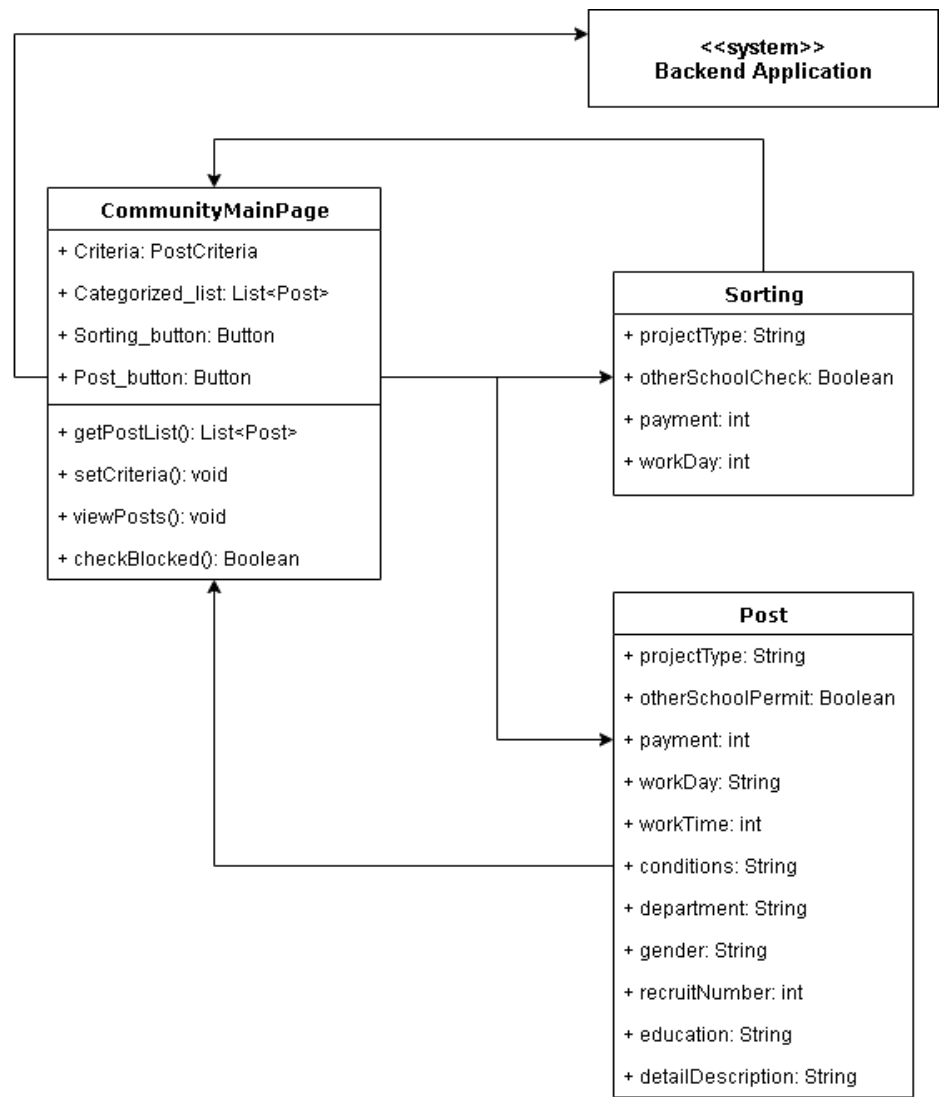 <<system>>
Backend Application
CommunityMainPage
+ Criteria: PostCriteria
+ Categorized_list: List<Post>
+ Sorting_button: Button
+ Post_button: Button
+ getPostList(): List<Post>
+ setCriteria(): void
+ viewPosts(): void
+ checkBlocked(): Boolean
Sorting
+ projectType: String
+ otherSchoolCheck: Boolean
+ payment: int
+ workDay: int
Post
+ projectType: String
+ otherSchoolPermit: Boolean
+ payment: int
+ workDay: String
+ workTime: int
+ conditions: String
+ department: String
+ gender: String
+ recruitNumber: int
+ education: String
+ detailDescription: String